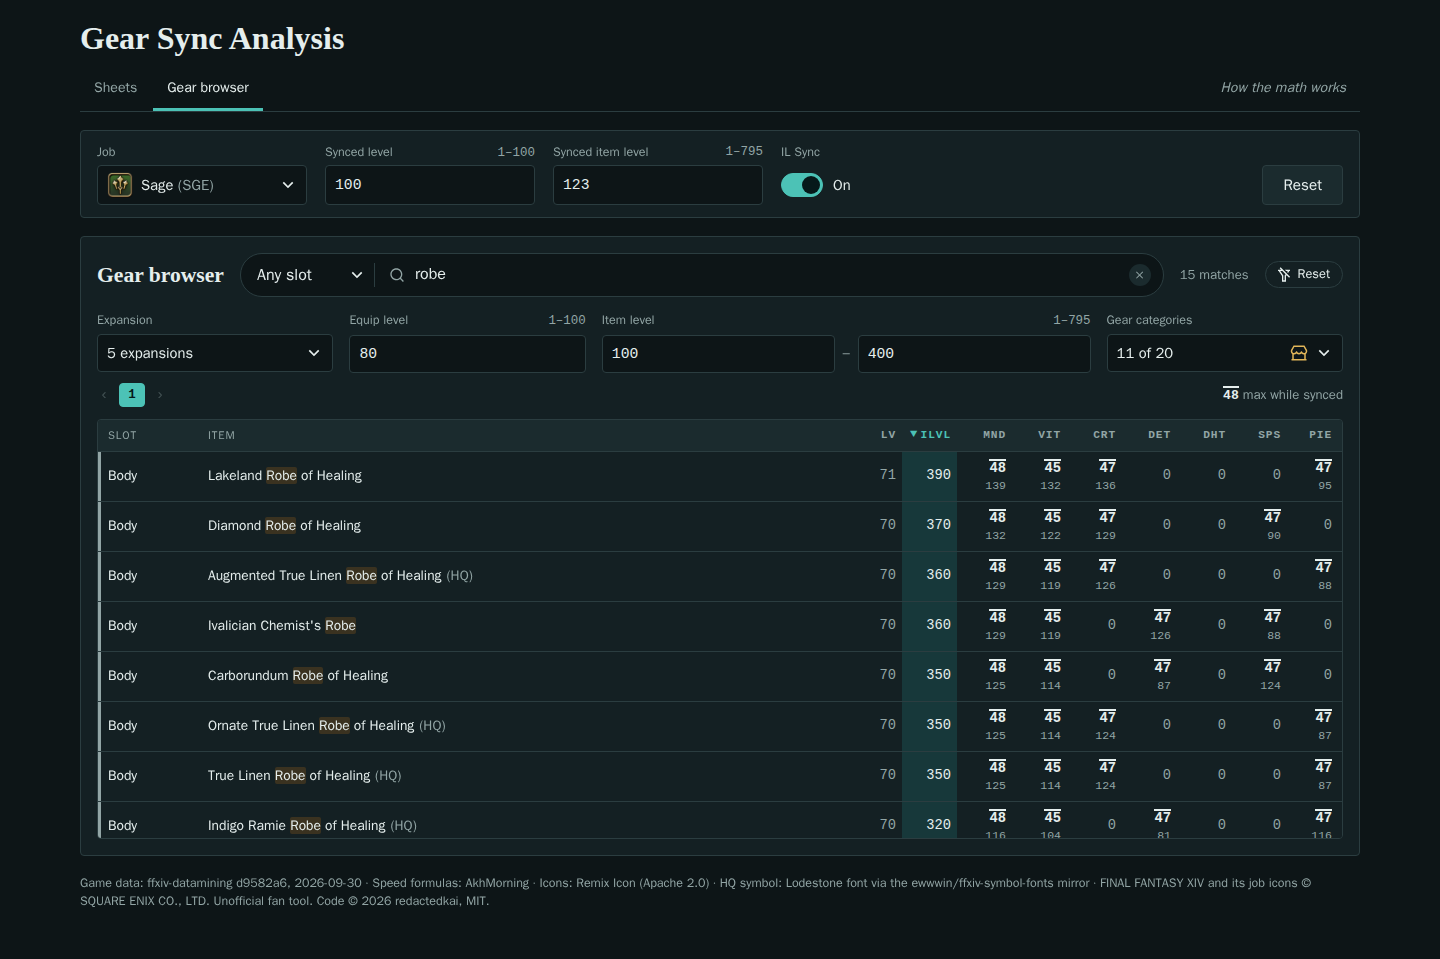 Gear Sync Analysis
Sheets Gear browser How the math works
Job Synced level 1–100 Synced item level 1–795 IL Sync
Sage (SGE) 100 123 On Reset
Gear browser Any slot robe 15 matches Reset
Expansion Equip level 1–100 Item level 1–795 Gear categories
5 expansions 80 100 – 400 11 of 20
‹ 1 › 48 max while synced
SLOT ITEM LV ▼ILVL MND VIT CRT DET DHT SPS PIE
Body Lakeland Robe of Healing 71 390 48 45 47 0 0 0 47
139 132 136 95
Body Diamond Robe of Healing 70 370 48 45 47 0 0 47 0
132 122 129 90
Body Augmented True Linen Robe of Healing (HQ) 70 360 48 45 47 0 0 0 47
129 119 126 88
Body Ivalician Chemist's Robe 70 360 48 45 0 47 0 47 0
129 119 126 88
Body Carborundum Robe of Healing 70 350 48 45 0 47 0 47 0
125 114 87 124
Body Ornate True Linen Robe of Healing (HQ) 70 350 48 45 47 0 0 0 47
125 114 124 87
Body True Linen Robe of Healing (HQ) 70 350 48 45 47 0 0 0 47
125 114 124 87
Body Indigo Ramie Robe of Healing (HQ) 70 320 48 45 0 47 0 0 47
116 104 81 116
Game data: ffxiv-datamining d9582a6, 2026-09-30 · Speed formulas: AkhMorning · Icons: Remix Icon (Apache 2.0) · HQ symbol: Lodestone font via the ewwwin/ffxiv-symbol-fonts mirror · FINAL FANTASY XIV and its job icons ©
SQUARE ENIX CO., LTD. Unofficial fan tool. Code © 2026 redactedkai, MIT.